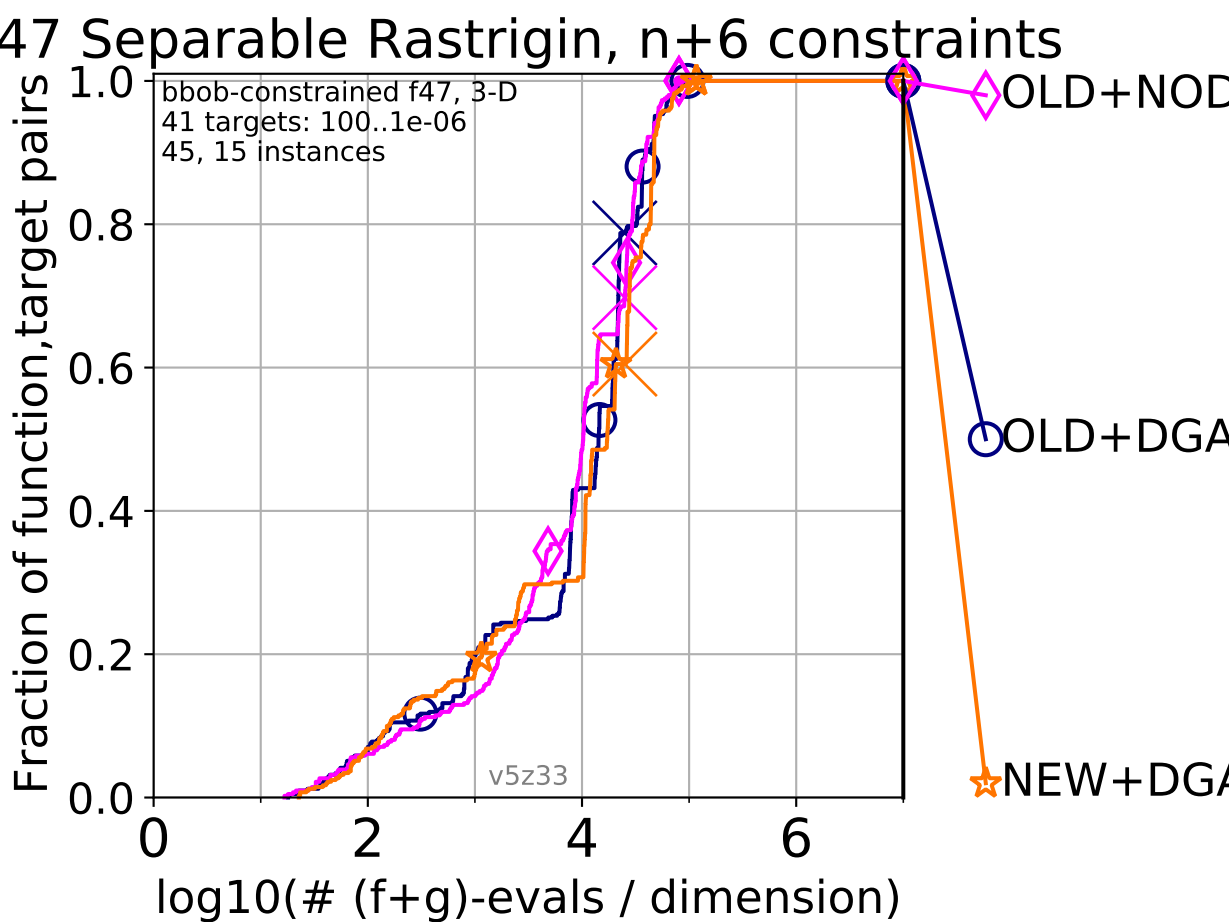 47 Separable Rastrigin, n+6 constraints
bbob-constrained f47, 3-D
41 targets: 100..1e-06
45, 15 instances
Fraction of function,target pairs
1.0
0.8
0.6
0.4
0.2
0.0
0
2
4
6
log10(# (f+g)-evals / dimension)
v5z33
OLD+NOD
OLD+DGA
NEW+DGA